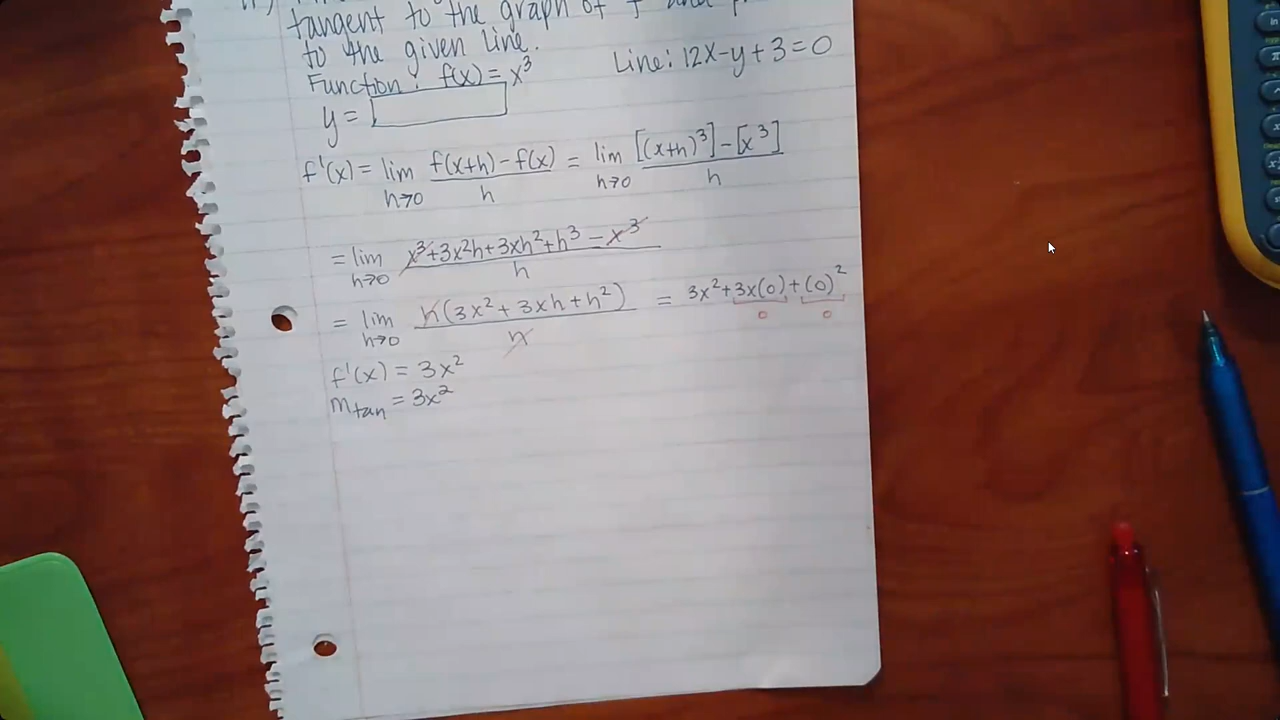 tangent to the graph of f and
to the given line.
Function: f(x) = x³ Line: 12x-y+3=0
y =
f'(x) = lim h→0 f(x+h)-f(x) / h = lim h→0 [(x+h)³]-[x³] / h
= lim h→0 x³+3x²h+3xh²+h³-x³ / h
= lim h→0 h(3x²+3xh+h²) / h = 3x²+3x(0)+(0)²
0 0
f'(x) = 3x²
m tan = 3x²